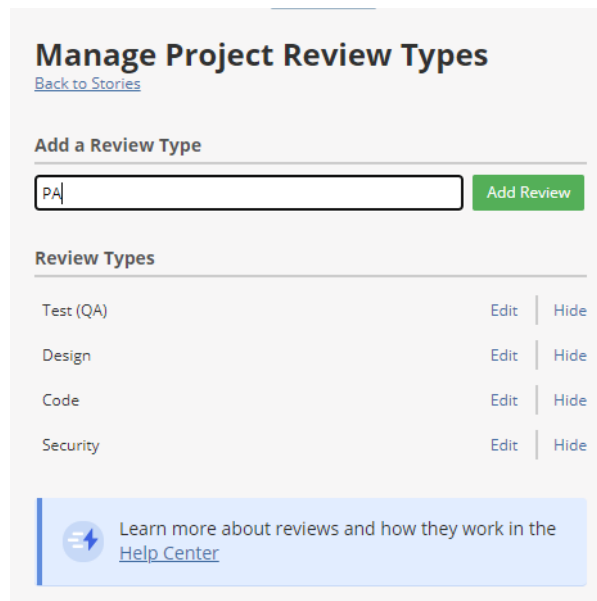 Manage Project Review Types
Back to Stories
Add a Review Type
PA
Add Review
Review Types
Test (QA) Edit Hide
Design Edit Hide
Code Edit Hide
Security Edit Hide
Learn more about reviews and how they work in the
Help Center